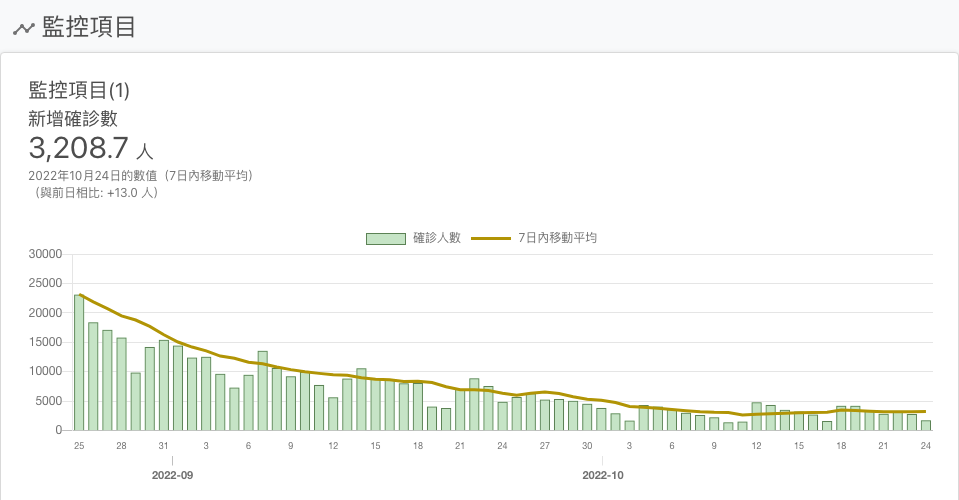 監控項目
監控項目(1)
新增確診數
3,208.7 人
2022年10月24日的數值（7日內移動平均）
（與前日相比: +13.0 人）
確診人數 7日內移動平均
30000
25000
20000
15000
10000
5000
0
25 28 31 3 6 9 12 15 18 21 24 27 30 3 6 9 12 15 18 21 24
2022-09 2022-10